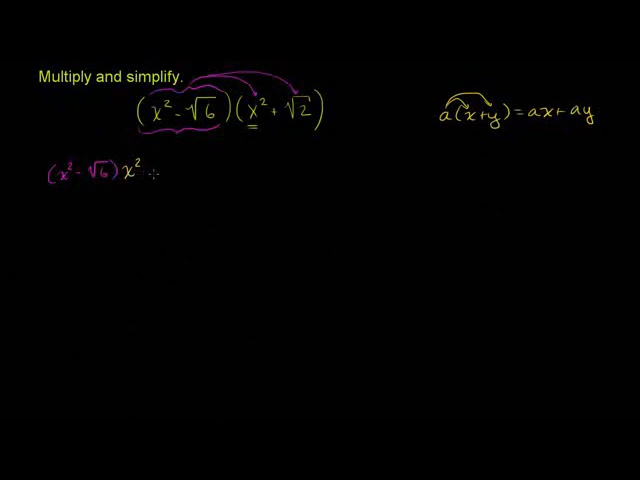 Multiply and simplify.
(x² - √6)(x² + √2)
a(x+y) = ax + ay
(x² - √6) x²